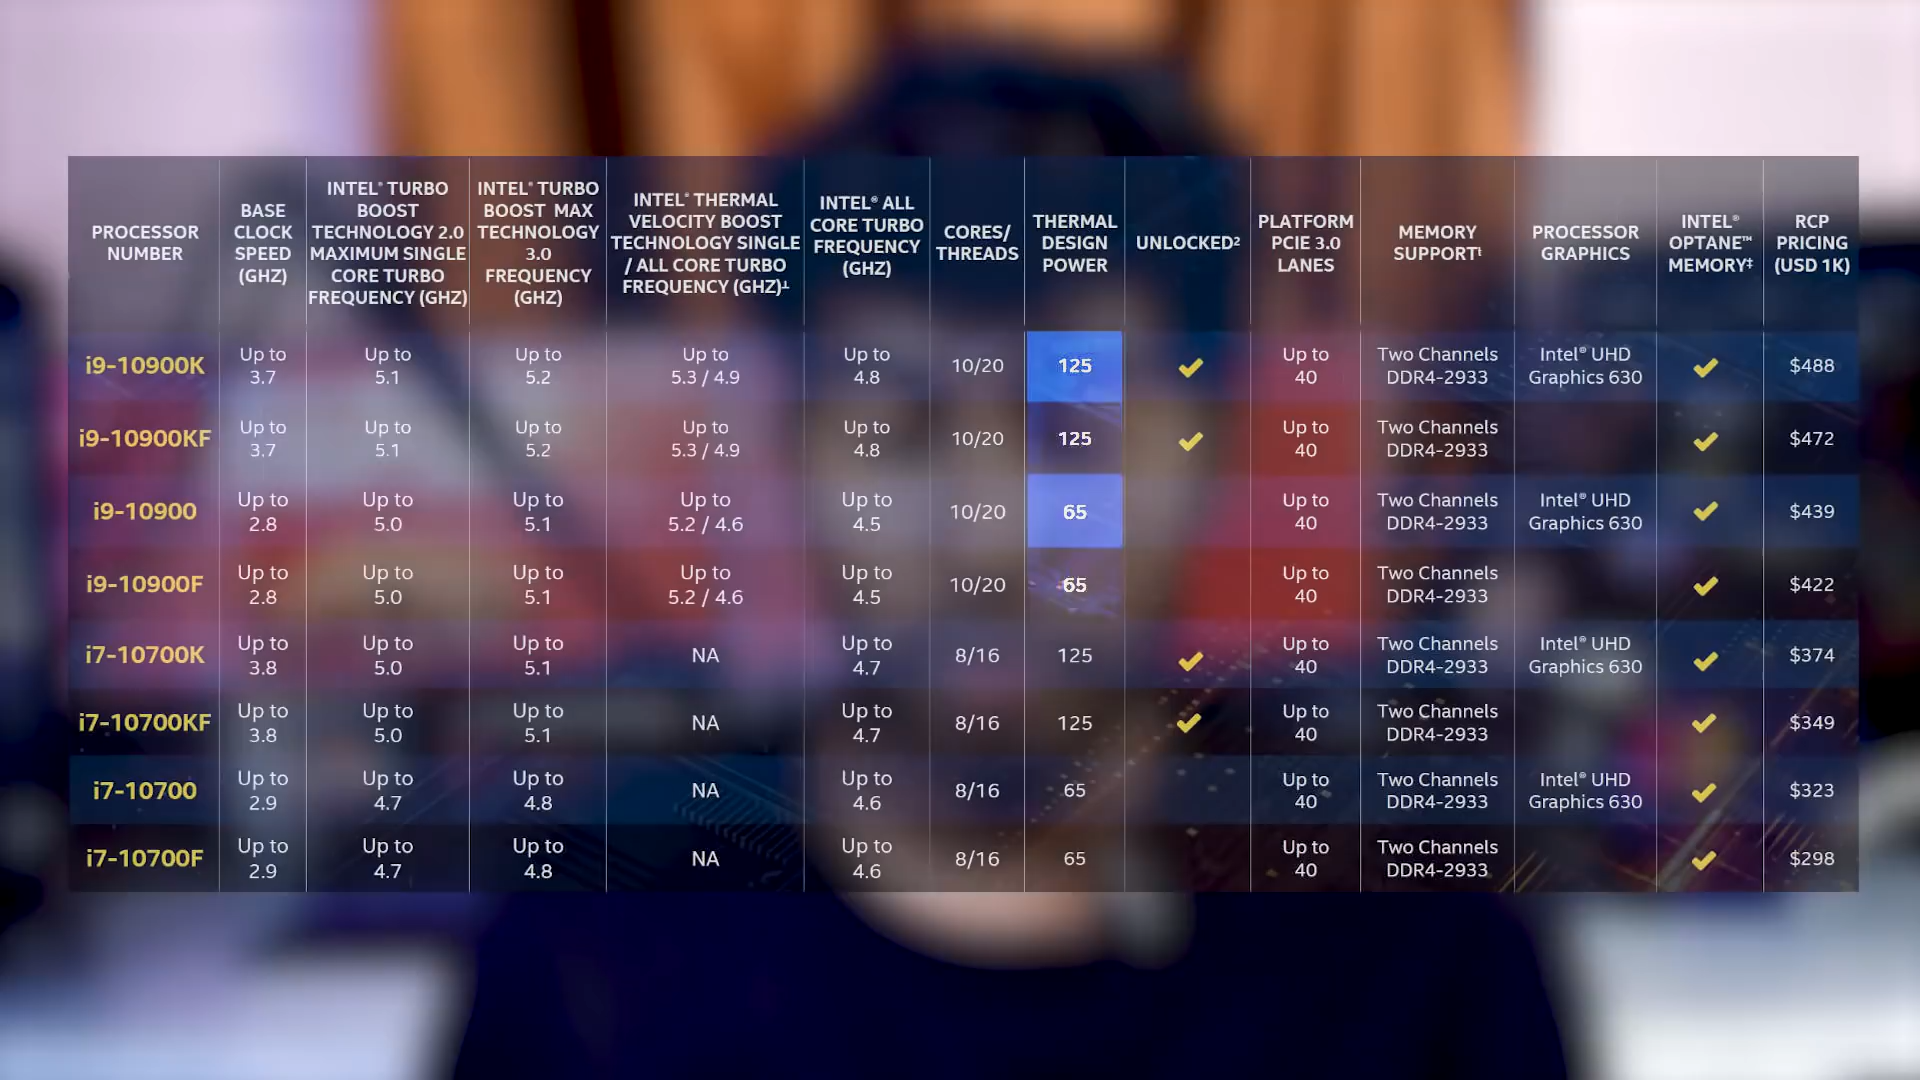 PROCESSOR
NUMBER
BASE
CLOCK
SPEED
(GHZ)
INTEL® TURBO
BOOST
TECHNOLOGY 2.0
MAXIMUM SINGLE
CORE TURBO
FREQUENCY (GHZ)
INTEL® TURBO
BOOST MAX
TECHNOLOGY
3.0
FREQUENCY
(GHZ)
INTEL® THERMAL
VELOCITY BOOST
TECHNOLOGY SINGLE
/ ALL CORE TURBO
FREQUENCY (GHZ)⊥
INTEL® ALL
CORE TURBO
FREQUENCY
(GHZ)
CORES/
THREADS
THERMAL
DESIGN
POWER
UNLOCKED²
PLATFORM
PCIE 3.0
LANES
MEMORY
SUPPORT†
PROCESSOR
GRAPHICS
INTEL®
OPTANE™
MEMORY‡
RCP
PRICING
(USD 1K)
i9-10900K
Up to
3.7
Up to
5.1
Up to
5.2
Up to
5.3 / 4.9
Up to
4.8
10/20
125
Up to
40
Two Channels
DDR4-2933
Intel® UHD
Graphics 630
$488
i9-10900KF
Up to
3.7
Up to
5.1
Up to
5.2
Up to
5.3 / 4.9
Up to
4.8
10/20
125
Up to
40
Two Channels
DDR4-2933
$472
i9-10900
Up to
2.8
Up to
5.0
Up to
5.1
Up to
5.2 / 4.6
Up to
4.5
10/20
65
Up to
40
Two Channels
DDR4-2933
Intel® UHD
Graphics 630
$439
i9-10900F
Up to
2.8
Up to
5.0
Up to
5.1
Up to
5.2 / 4.6
Up to
4.5
10/20
65
Up to
40
Two Channels
DDR4-2933
$422
i7-10700K
Up to
3.8
Up to
5.0
Up to
5.1
NA
Up to
4.7
8/16
125
Up to
40
Two Channels
DDR4-2933
Intel® UHD
Graphics 630
$374
i7-10700KF
Up to
3.8
Up to
5.0
Up to
5.1
NA
Up to
4.7
8/16
125
Up to
40
Two Channels
DDR4-2933
$349
i7-10700
Up to
2.9
Up to
4.7
Up to
4.8
NA
Up to
4.6
8/16
65
Up to
40
Two Channels
DDR4-2933
Intel® UHD
Graphics 630
$323
i7-10700F
Up to
2.9
Up to
4.7
Up to
4.8
NA
Up to
4.6
8/16
65
Up to
40
Two Channels
DDR4-2933
$298